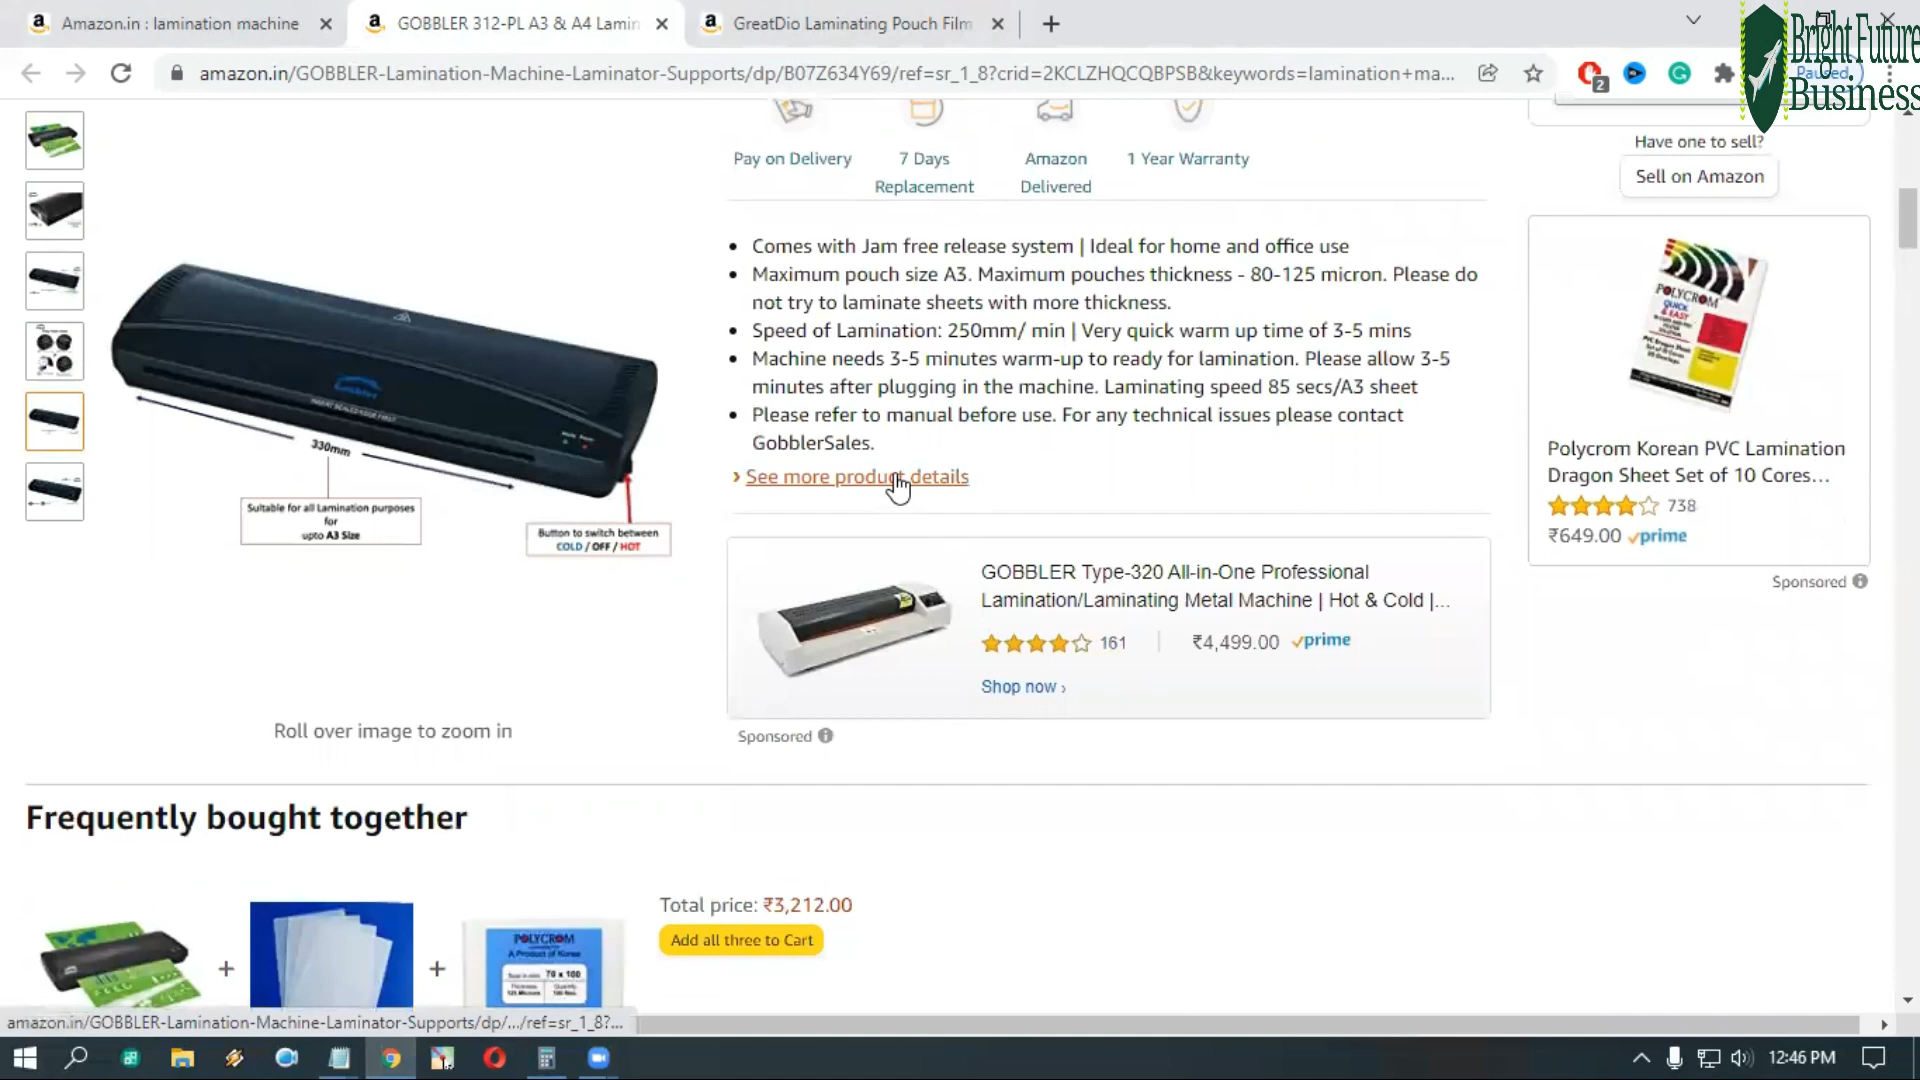 Amazon.in : lamination machine
GOBBLER 312-PL A3 & A4 Lamin
GreatDio Laminating Pouch Film
amazon.in/GOBBLER-Lamination-Machine-Laminator-Supports/dp/B07Z634Y69/ref=sr_1_8?crid=2KCLZHQCQBPSB&keywords=lamination+ma...
2
Paused
Bright Future
Business
Pay on Delivery
7 Days
Replacement
Amazon
Delivered
1 Year Warranty
Have one to sell?
Sell on Amazon
• Comes with Jam free release system | Ideal for home and office use
• Maximum pouch size A3. Maximum pouches thickness - 80-125 micron. Please do
not try to laminate sheets with more thickness.
• Speed of Lamination: 250mm/ min | Very quick warm up time of 3-5 mins
• Machine needs 3-5 minutes warm-up to ready for lamination. Please allow 3-5
minutes after plugging in the machine. Laminating speed 85 secs/A3 sheet
• Please refer to manual before use. For any technical issues please contact
GobblerSales.
› See more product details
330mm
Suitable for all Lamination purposes
for
upto A3 Size
Button to switch between
COLD / OFF / HOT
Roll over image to zoom in
GOBBLER Type-320 All-in-One Professional
Lamination/Laminating Metal Machine | Hot & Cold |...
161
₹4,499.00 prime
Shop now ›
Sponsored
POLYCROM
QUICK
& EASY
Polycrom Korean PVC Lamination
Dragon Sheet Set of 10 Cores...
738
₹649.00 prime
Sponsored
Frequently bought together
+
+
POLYCROM
A Product of Korea
70 x 100
Total price: ₹3,212.00
Add all three to Cart
amazon.in/GOBBLER-Lamination-Machine-Laminator-Supports/dp/.../ref=sr_1_8?...
12:46 PM